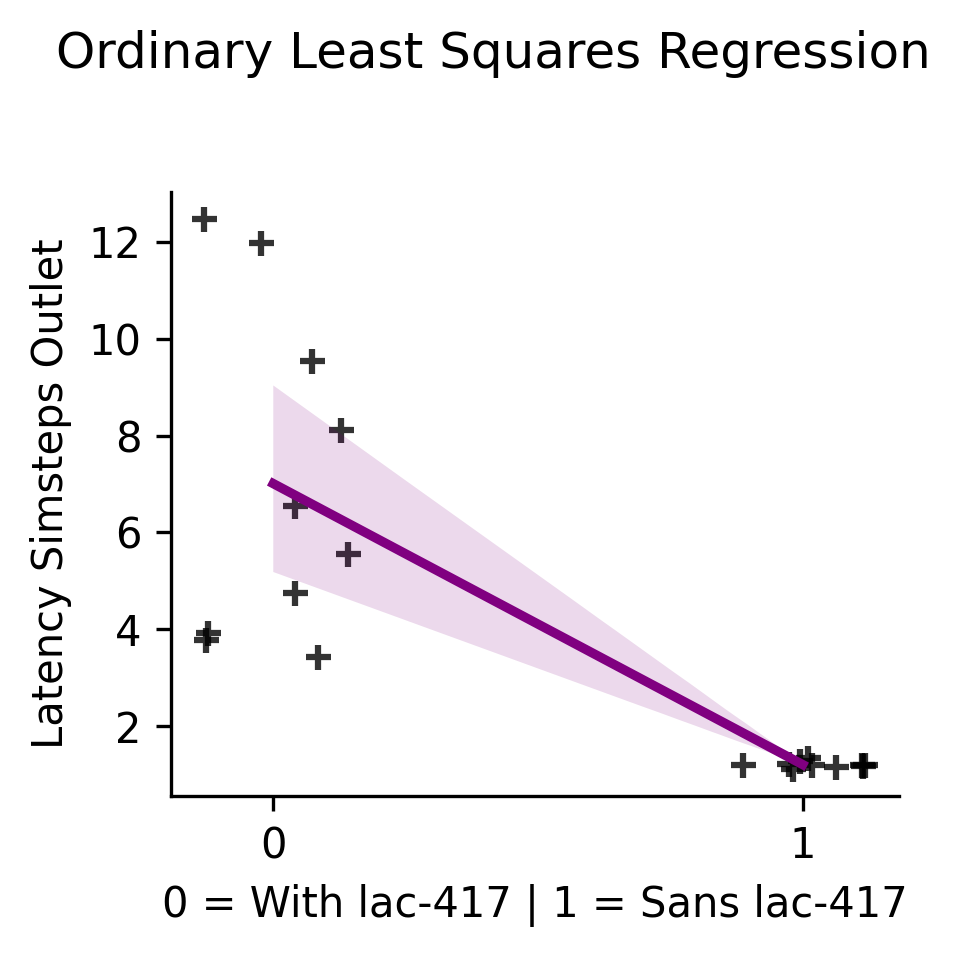 Ordinary Least Squares Regression
Latency Simsteps Outlet
12
10
8
6
4
2
0
1
0 = With lac-417 | 1 = Sans lac-417